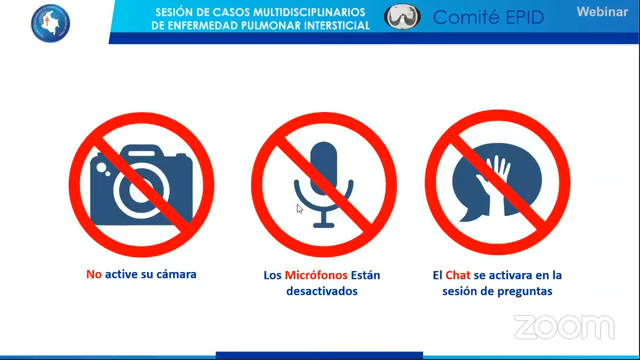 SESIÓN DE CASOS MULTIDISCIPLINARIOS
DE ENFERMEDAD PULMONAR INTERSTICIAL
Comité EPID
Webinar
No active su cámara
Los Micrófonos Están
desactivados
El Chat se activara en la
sesión de preguntas
zoom